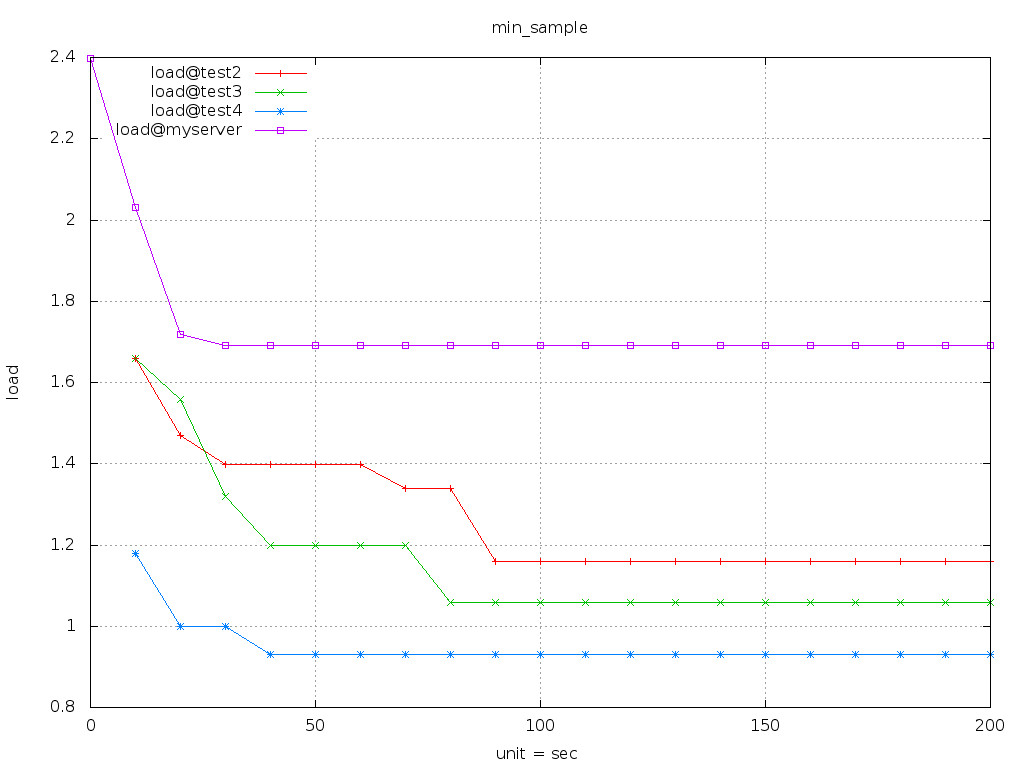 min_sample
load@test2
load@test3
load@test4
load@myserver
load
2.4
2.2
2
1.8
1.6
1.4
1.2
1
0.8
0 50 100 150 200
unit = sec